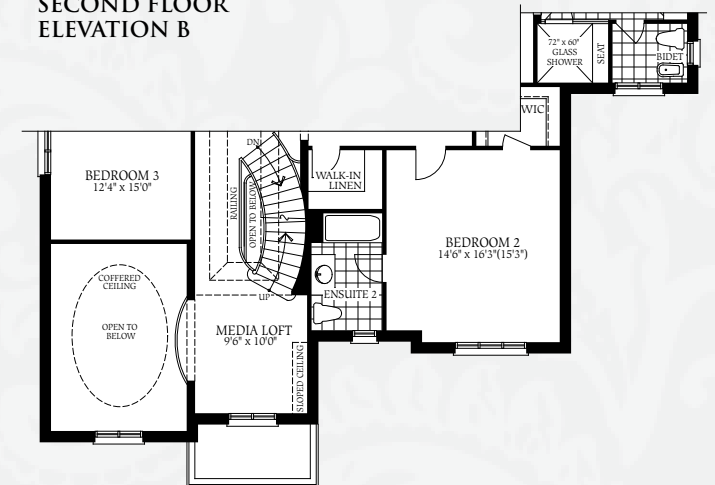 SECOND FLOOR
ELEVATION B
72" x 60"
GLASS
SHOWER
SEAT
BIDET
WIC
DN
BEDROOM 3
12'4" x 15'0"
WALK-IN
LINEN
RAILING
OPEN TO BELOW
2
BEDROOM 2
14'6" x 16'3"(15'3")
COFFERED
CEILING
ENSUITE 2
UP
OPEN TO
BELOW
MEDIA LOFT
9'6" x 10'0"
SLOPED CEILING